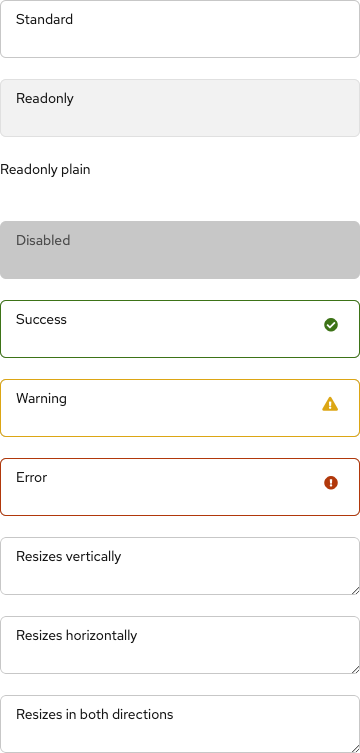 Standard
Readonly
Readonly plain
Disabled
Success
Warning
Error
Resizes vertically
Resizes horizontally
Resizes in both directions